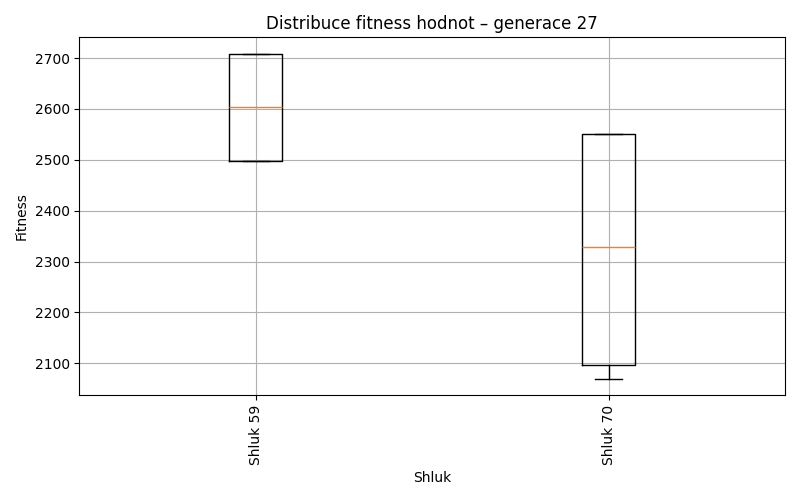 Distribuce fitness hodnot – generace 27
Fitness
2700
2600
2500
2400
2300
2200
2100
Shluk 59
Shluk 70
Shluk